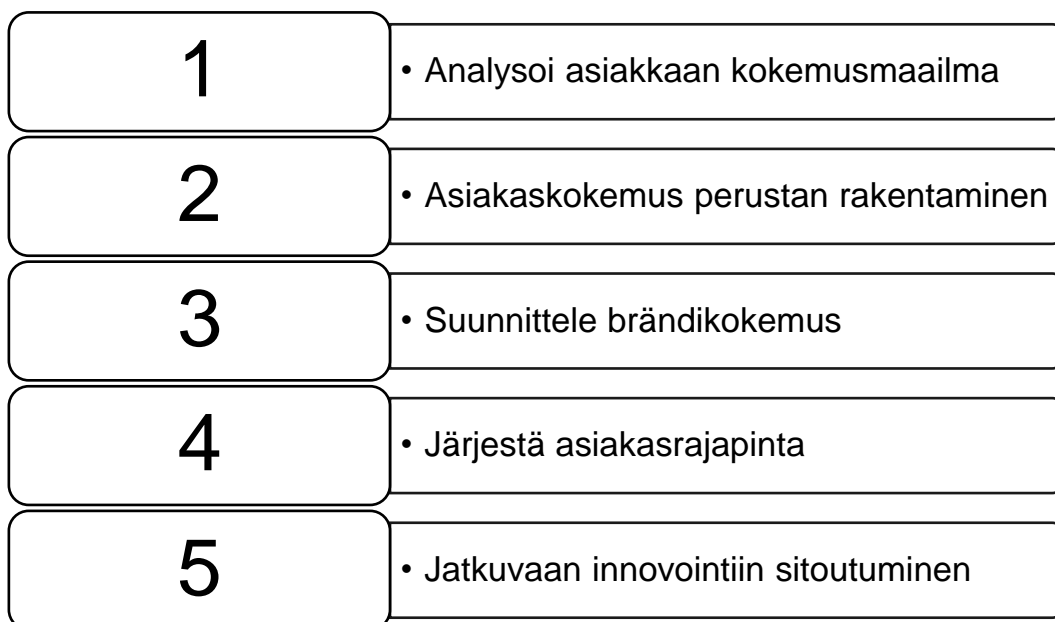 1
• Analysoi asiakkaan kokemusmaailma
2
• Asiakaskokemus perustan rakentaminen
3
• Suunnittele brändikokemus
4
• Järjestä asiakasrajapinta
5
• Jatkuvaan innovointiin sitoutuminen